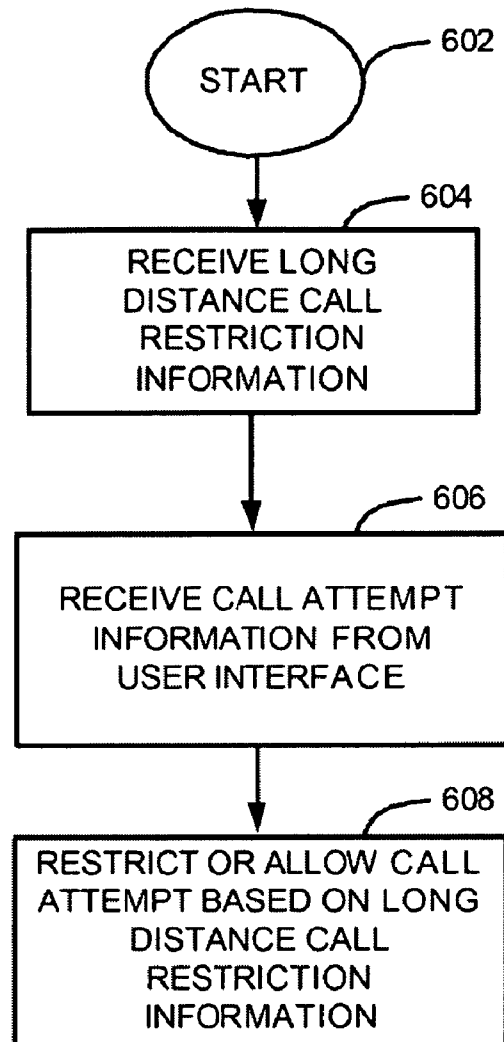 602
START
604
RECEIVE LONG
DISTANCE CALL
RESTRICTION
INFORMATION
606
RECEIVE CALL ATTEMPT
INFORMATION FROM
USER INTERFACE
608
RESTRICT OR ALLOW CALL
ATTEMPT BASED ON LONG
DISTANCE CALL
RESTRICTION
INFORMATION